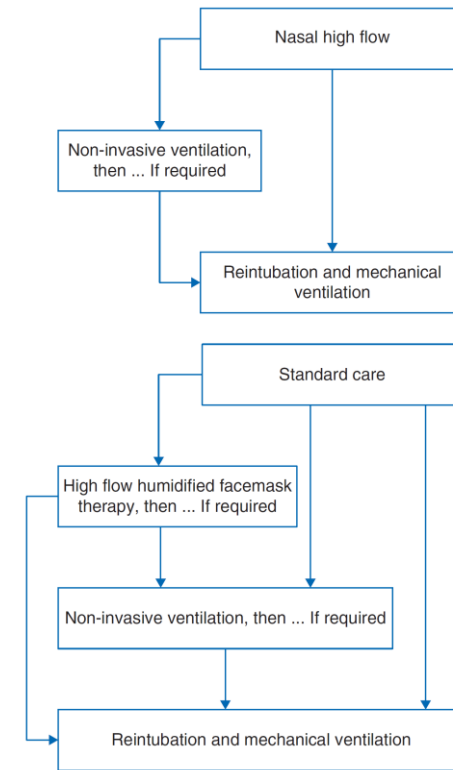 Nasal high flow
Non-invasive ventilation,
then ... If required
Reintubation and mechanical
ventilation
Standard care
High flow humidified facemask
therapy, then ... If required
Non-invasive ventilation, then ... If required
Reintubation and mechanical ventilation